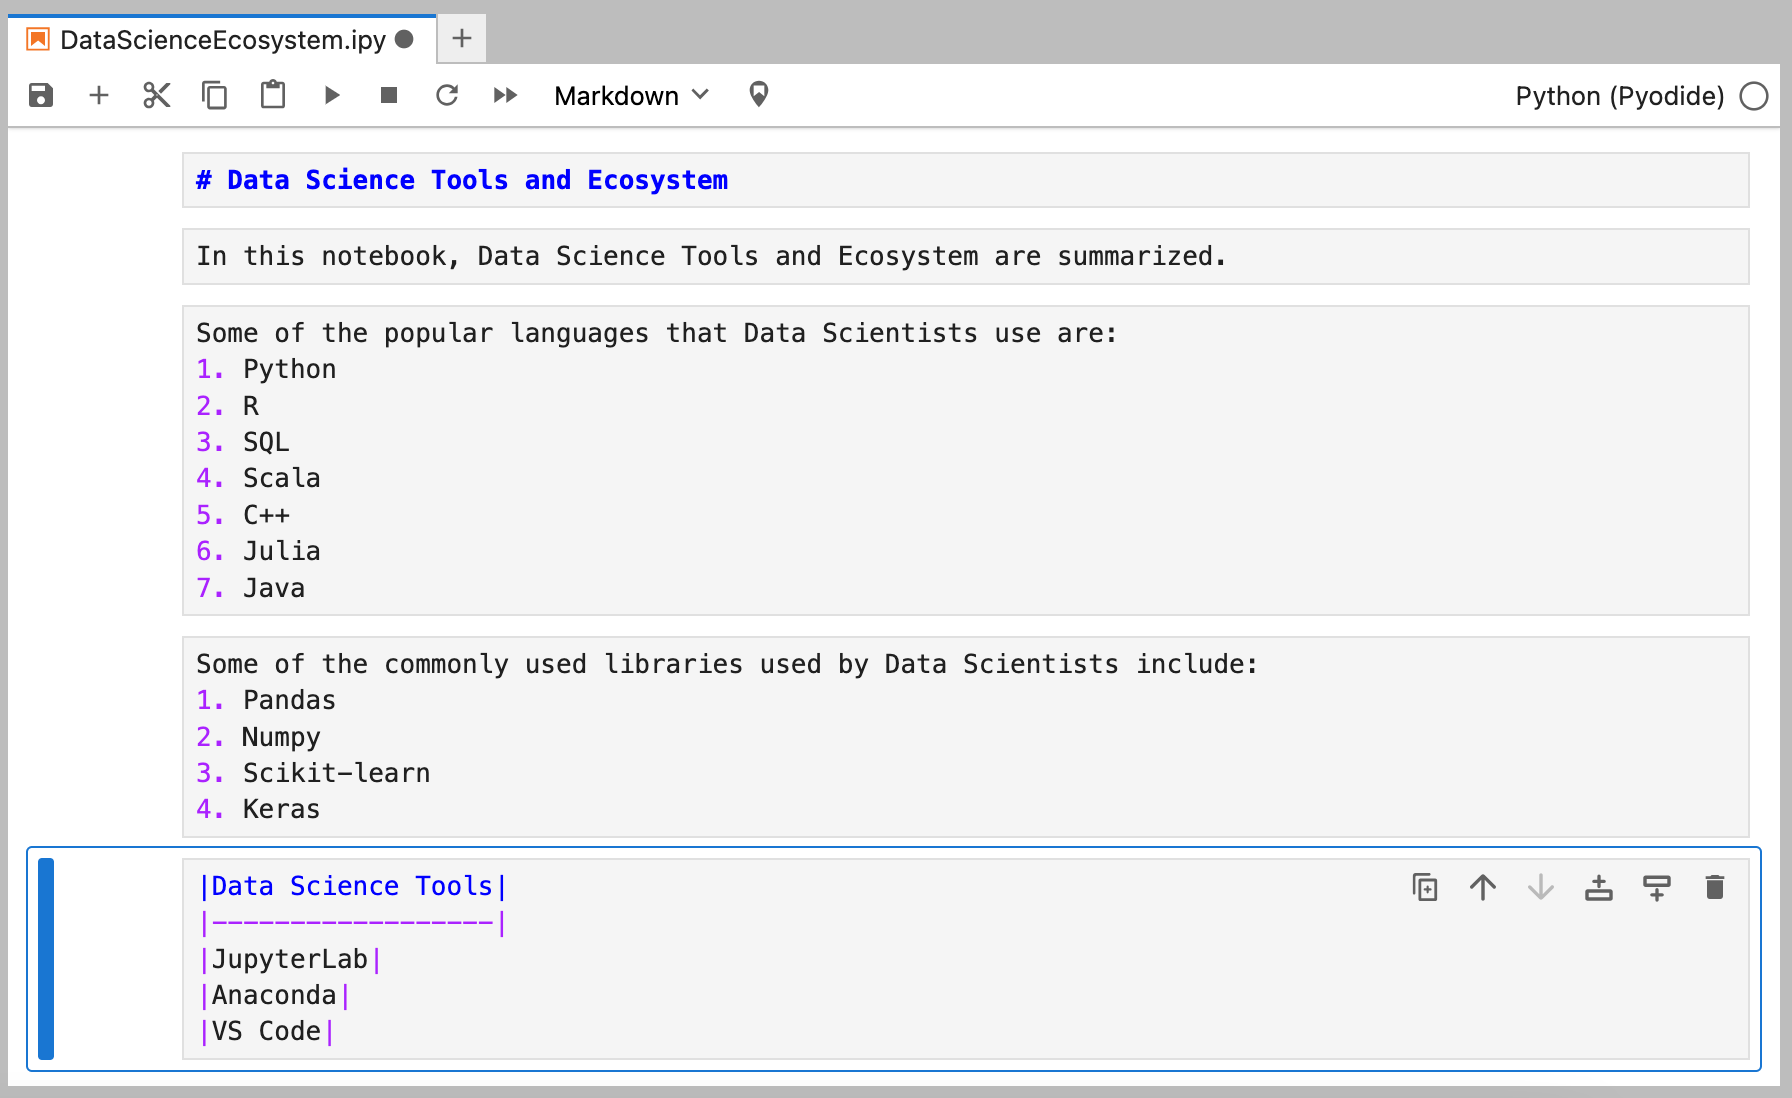 DataScienceEcosystem.ipy
Markdown
Python (Pyodide)
# Data Science Tools and Ecosystem
In this notebook, Data Science Tools and Ecosystem are summarized.
Some of the popular languages that Data Scientists use are:
1. Python
2. R
3. SQL
4. Scala
5. C++
6. Julia
7. Java
Some of the commonly used libraries used by Data Scientists include:
1. Pandas
2. Numpy
3. Scikit-learn
4. Keras
|Data Science Tools|
|------------------|
|JupyterLab|
|Anaconda|
|VS Code|